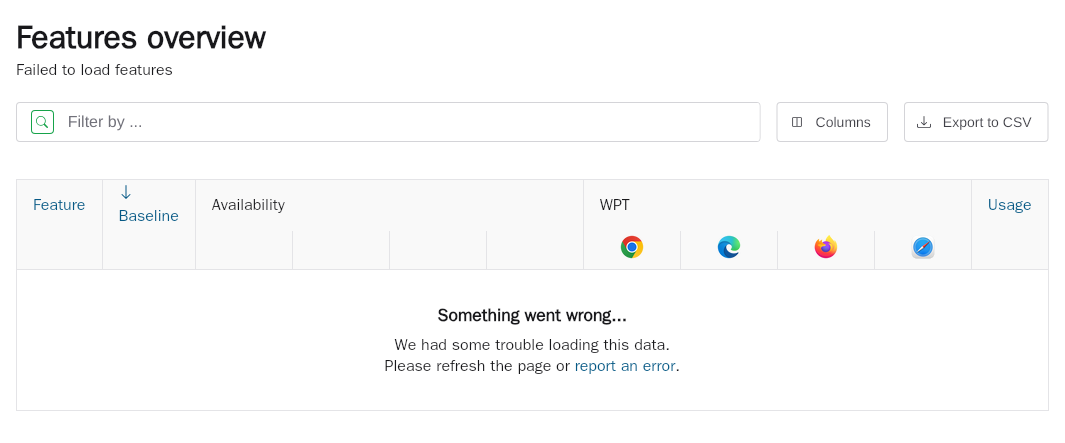 Features overview
Failed to load features
Filter by ...
Columns
Export to CSV
Feature
Baseline
Availability
WPT
Usage
Something went wrong...
We had some trouble loading this data.
Please refresh the page or report an error.